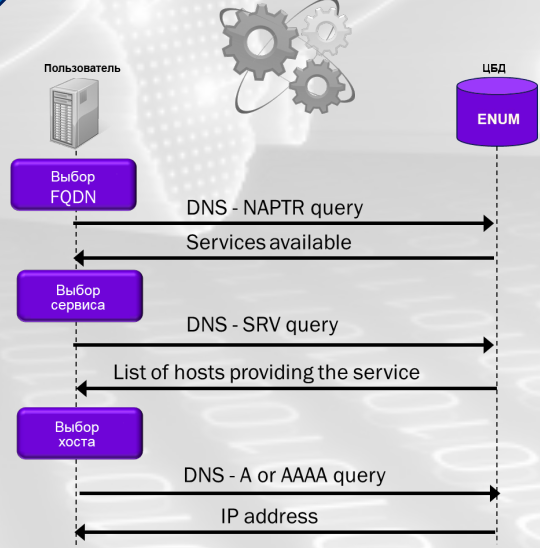 Пользователь
ЦБД
ENUM
Выбор
FQDN
DNS - NAPTR query
Services available
Выбор
сервиса
DNS - SRV query
List of hosts providing the service
Выбор
хоста
DNS - A or AAAA query
IP address